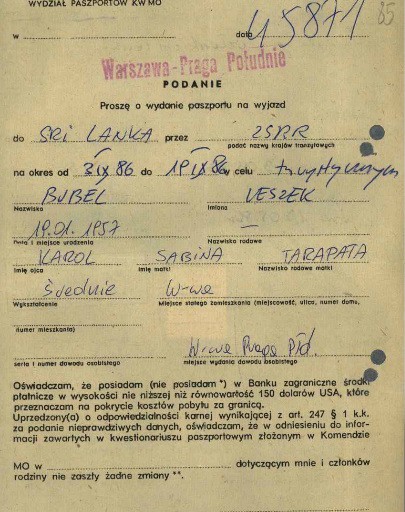 WYDZIAŁ PASZPORTÓW KWMO
45871
85
w data
Warszawa-Praga Południe
PODANIE
Proszę o wydanie paszportu na wyjazd
do SRI LANKA przez ZSRR
podać nazwy krajów tranzytowych
na okres od 3 IX 86 do 19 IX 86 w celu turystycznym
BUBEL LESZEK
Nazwisko Imiona
19.01.1957 —
Data i miejsce urodzenia Nazwisko rodowe
KAROL SABINA TARAPATA
Imię ojca Imię matki Nazwisko rodowe matki
średnie W-wa
Wykształcenie Miejsce stałego zamieszkania (miejscowość, ulica, numer domu,
numer mieszkania)
W-wa Praga Płd.
seria i numer dowodu osobistego miejsce wydania dowodu osobistego
Oświadczam, że posiadam (nie posiadam*) w Banku zagraniczne środki
płatnicze w wysokości nie niższej niż równowartość 150 dolarów USA, które
przeznaczam na pokrycie kosztów pobytu za granicą.
Uprzedzony(a) o odpowiedzialności karnej wynikającej z art. 247 § 1 k.k.
za podanie nieprawdziwych danych, oświadczam, że w odniesieniu do infor-
macji zawartych w kwestionariuszu paszportowym złożonym w Komendzie
MO w dotyczącym mnie i członków
rodziny nie zaszły żadne zmiany **.